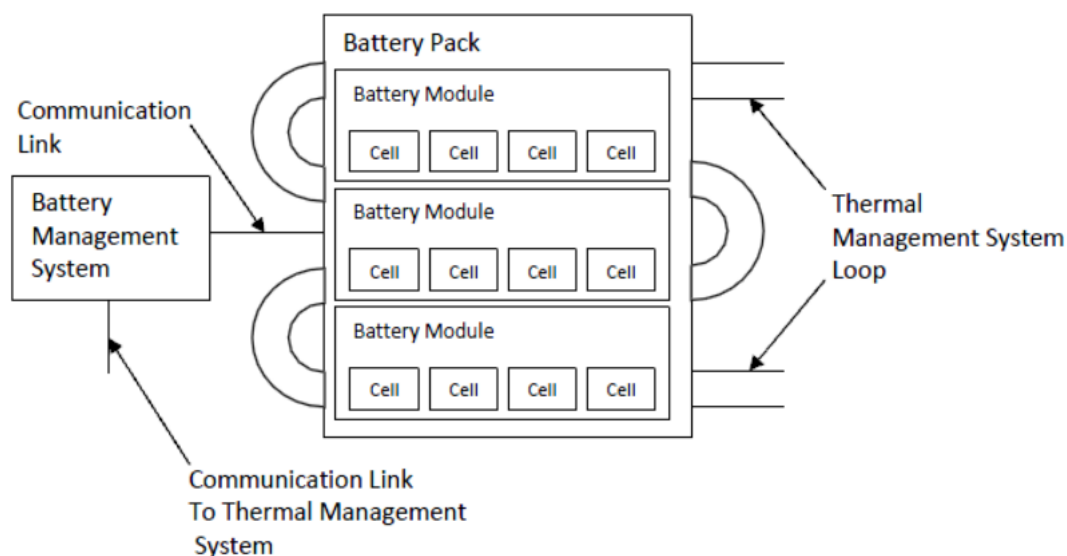 Battery Pack
Battery Module
Cell Cell Cell Cell
Communication
Link
Battery
Management
System
Battery Module
Cell Cell Cell Cell
Thermal
Management System
Loop
Battery Module
Cell Cell Cell Cell
Communication Link
To Thermal Management
System